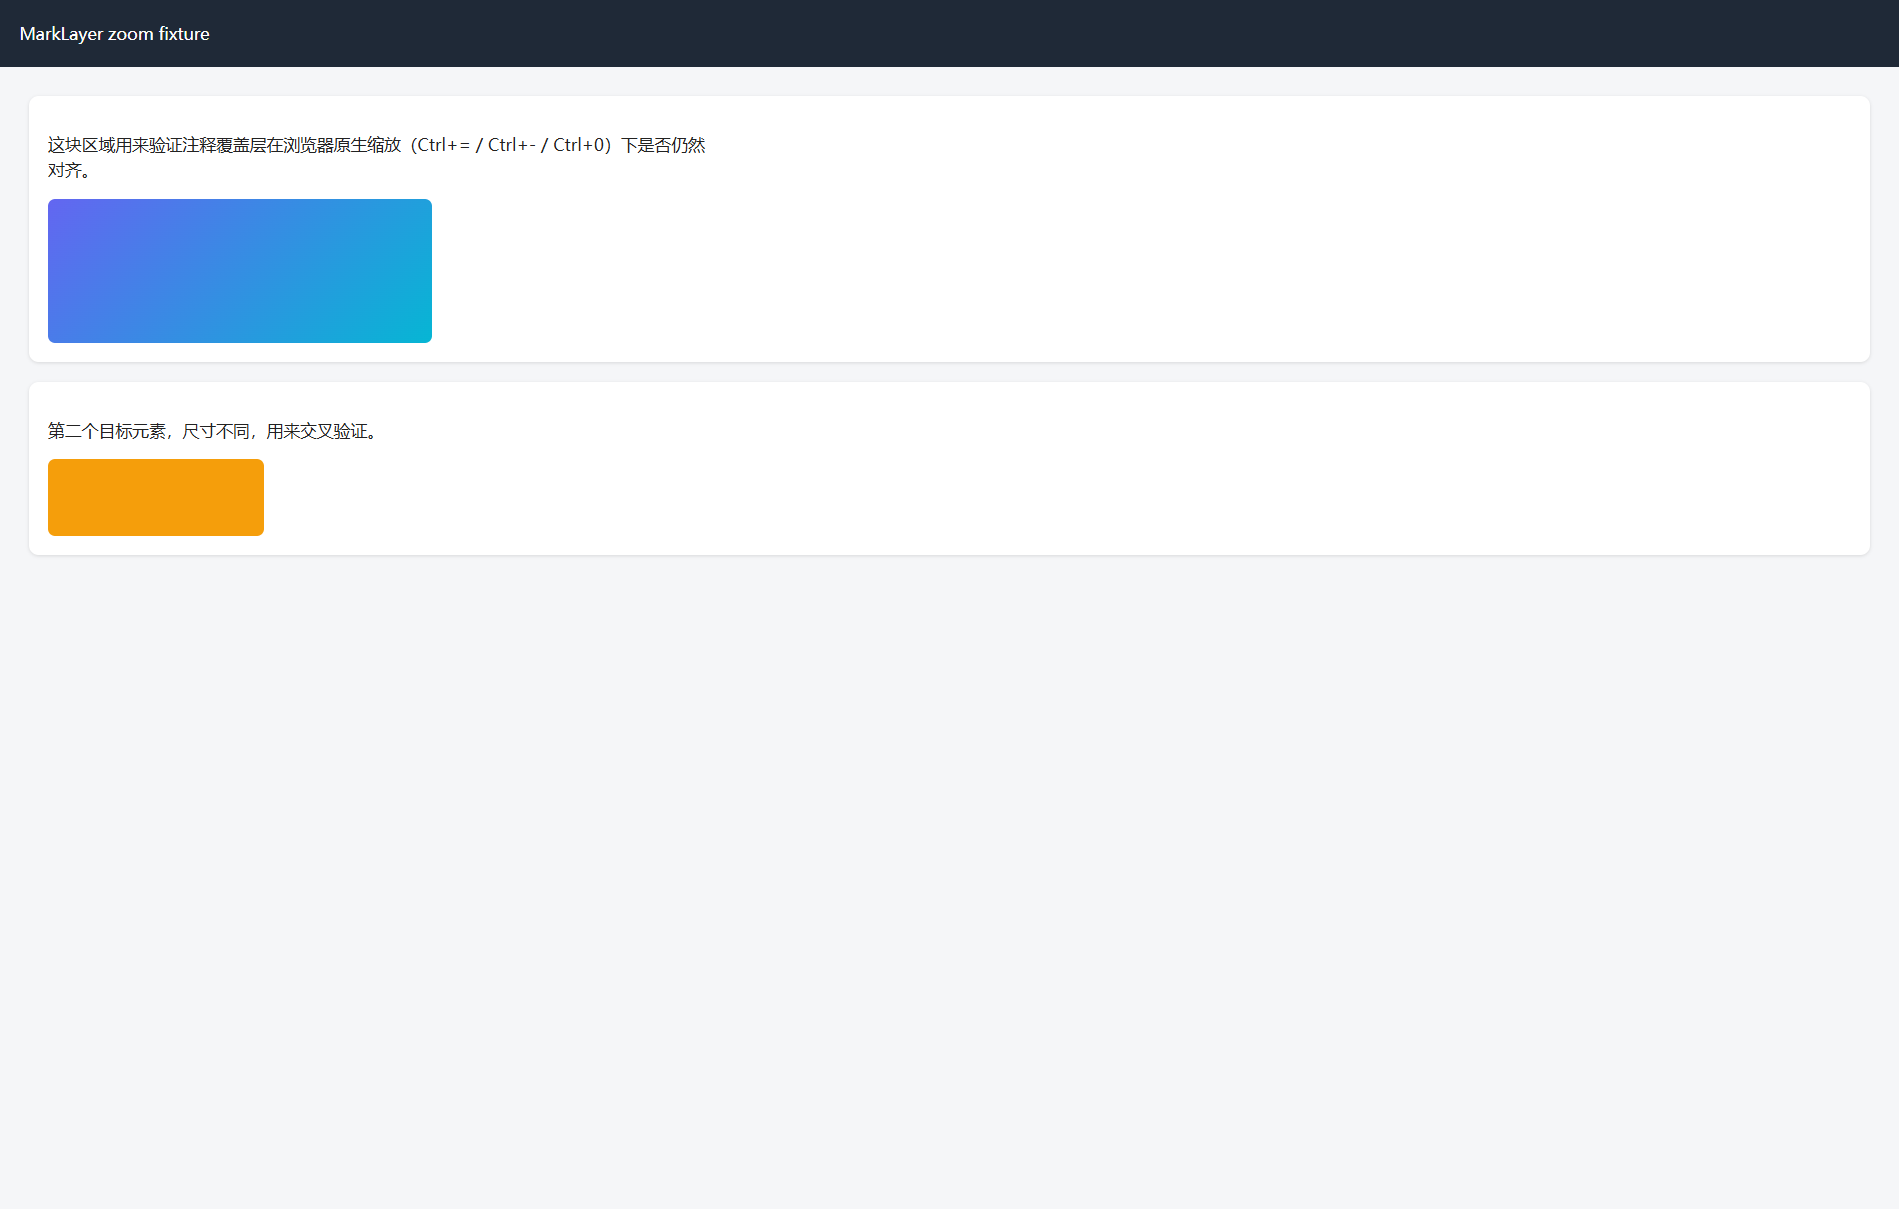 MarkLayer zoom fixture
这块区域用来验证注释覆盖层在浏览器原生缩放（Ctrl+= / Ctrl+- / Ctrl+0）下是否仍然
对齐。
第二个目标元素，尺寸不同，用来交叉验证。